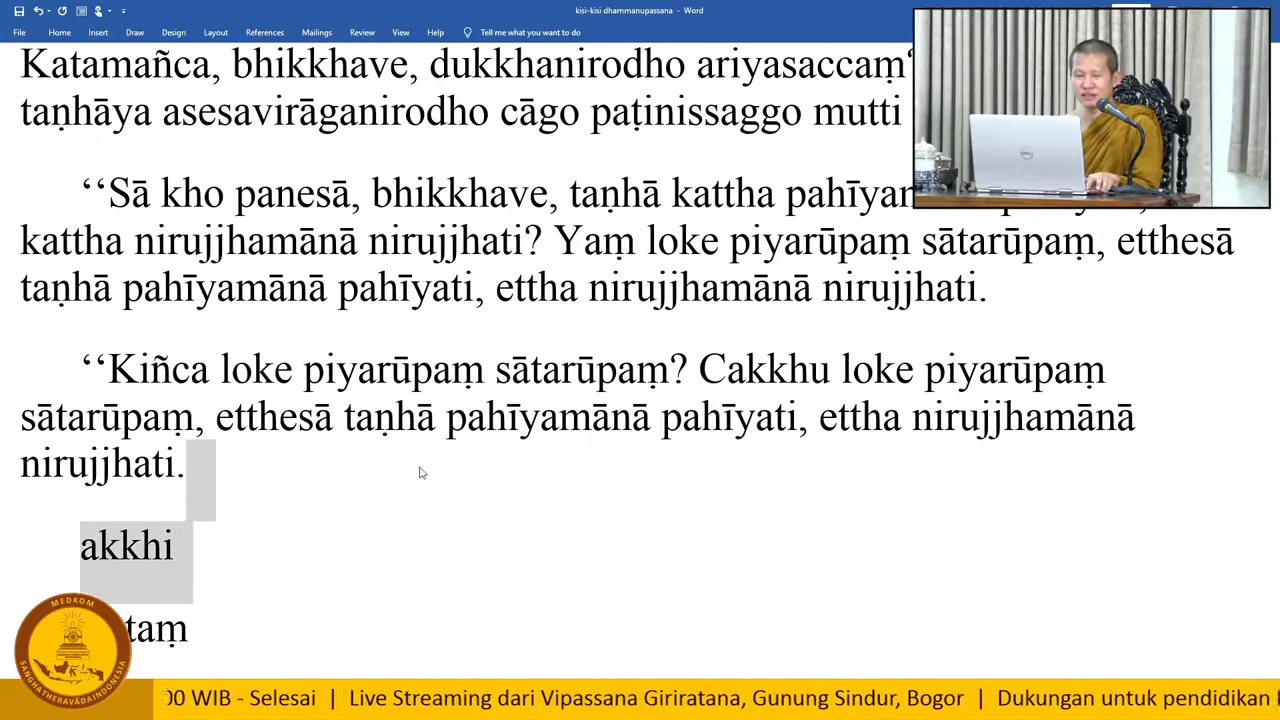 kisi-kisi dhammanupassana - Word
File Home Insert Draw Design Layout References Mailings Review View Help Tell me what you want to do
Katamañca, bhikkhave, dukkhanirodho ariyasaccaṃ
taṇhāya asesavirāganirodho cāgo paṭinissaggo mutti
‘‘Sā kho panesā, bhikkhave, taṇhā kattha
kattha nirujjhamānā nirujjhati? Yaṃ loke piyarūpaṃ sātarūpaṃ, etthesā
taṇhā pahīyamānā pahīyati, ettha nirujjhamānā nirujjhati.
‘‘Kiñca loke piyarūpaṃ sātarūpaṃ? Cakkhu loke piyarūpaṃ
sātarūpaṃ, etthesā taṇhā pahīyamānā pahīyati, ettha nirujjhamānā
nirujjhati.
akkhi
taṃ
MEDKOM
SANGHA THERAVĀDA INDONESIA
DELL
00 WIB - Selesai | Live Streaming dari Vipassana Giriratana, Gunung Sindur, Bogor | Dukungan untuk pendidikan